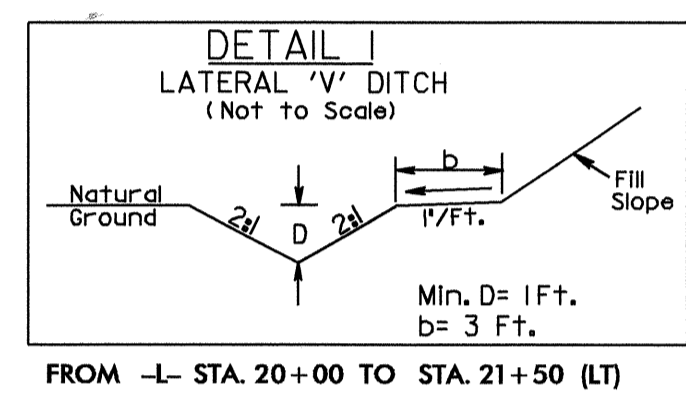 DETAIL 1
LATERAL 'V' DITCH
(Not to Scale)
b
Natural
Ground
2:1
D
2:1
1"/Ft.
Fill
Slope
Min. D= 1Ft.
b= 3 Ft.
FROM -L- STA. 20+00 TO STA. 21+50 (LT)